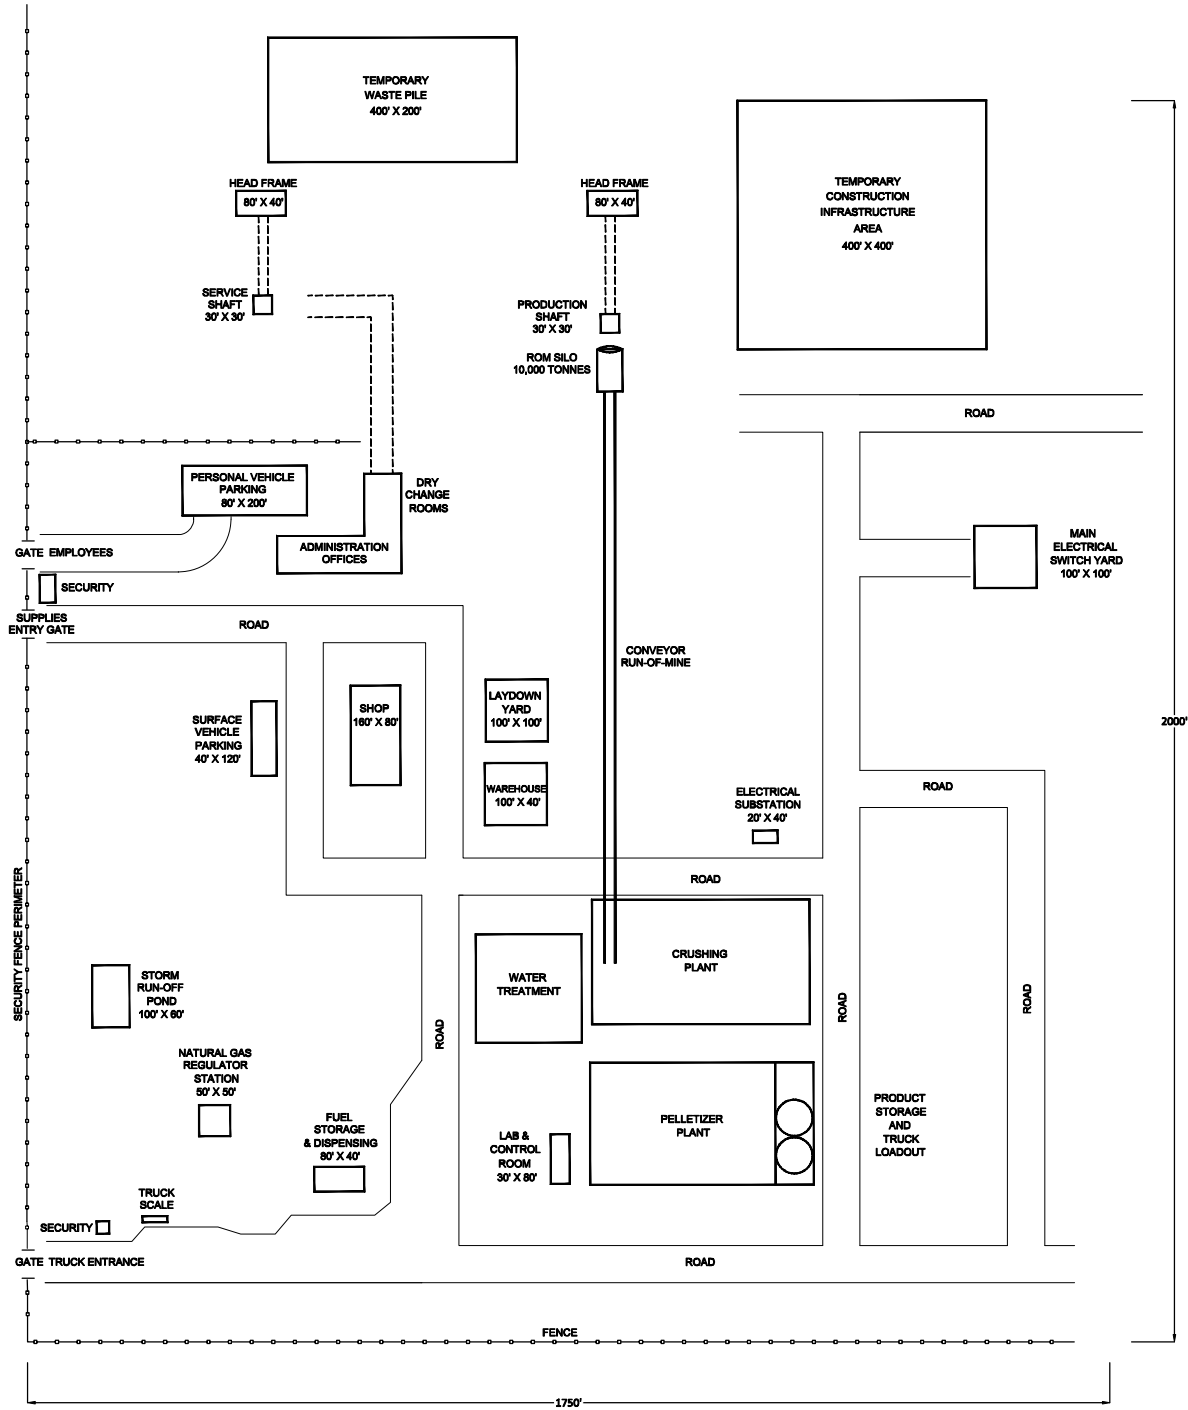 TEMPORARY
WASTE PILE
400' X 200'
HEAD FRAME
80' X 40'
HEAD FRAME
80' X 40'
TEMPORARY
CONSTRUCTION
INFRASTRUCTURE
AREA
400' X 400'
SERVICE
SHAFT
30' X 30'
PRODUCTION
SHAFT
30' X 30'
ROM SILO
10,000 TONNES
ROAD
PERSONAL VEHICLE
PARKING
80' X 200'
DRY
CHANGE
ROOMS
ADMINISTRATION
OFFICES
GATE EMPLOYEES
SECURITY
SUPPLIES
ENTRY GATE
ROAD
MAIN
ELECTRICAL
SWITCH YARD
100' X 100'
CONVEYOR
RUN-OF-MINE
LAYDOWN
YARD
100' X 100'
SHOP
160' X 80'
SURFACE
VEHICLE
PARKING
40' X 120'
2000'
WAREHOUSE
100' X 40'
ELECTRICAL
SUBSTATION
20' X 40'
ROAD
ROAD
SECURITY FENCE PERIMETER
CRUSHING
PLANT
WATER
TREATMENT
STORM
RUN-OFF
POND
100' X 60'
ROAD
ROAD
ROAD
NATURAL GAS
REGULATOR
STATION
50' X 50'
FUEL
STORAGE
& DISPENSING
80' X 40'
LAB &
CONTROL
ROOM
30' X 80'
PELLETIZER
PLANT
PRODUCT
STORAGE
AND
TRUCK
LOADOUT
TRUCK
SCALE
SECURITY
GATE TRUCK ENTRANCE
ROAD
FENCE
1750'